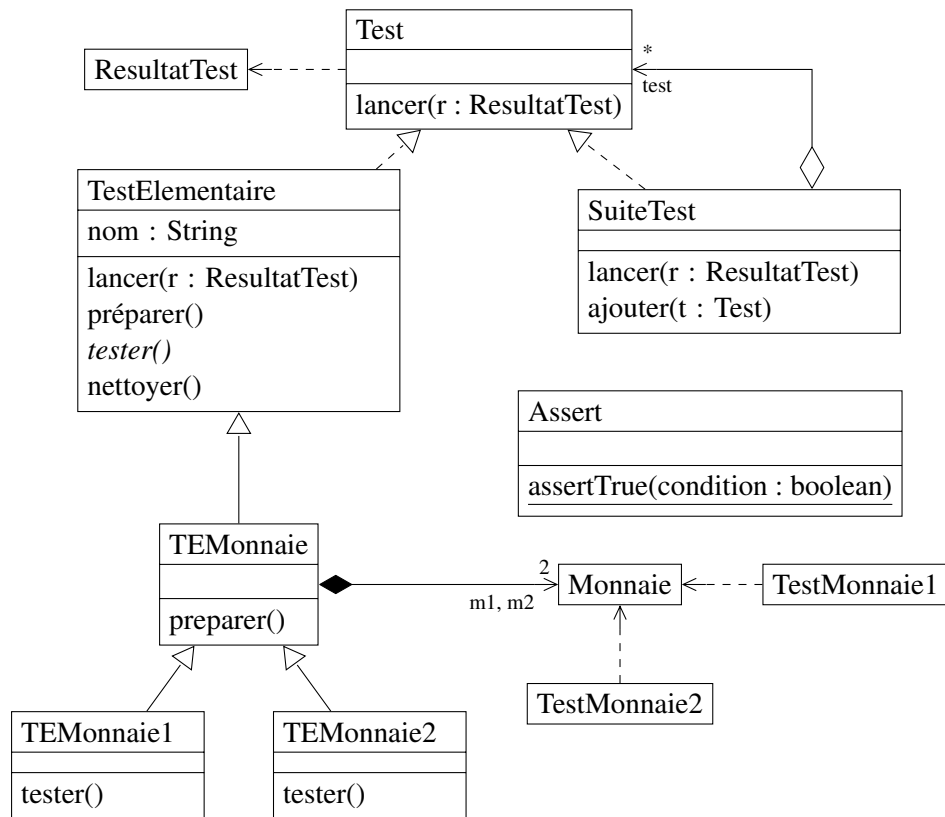 Test
ResultatTest
*
test
lancer(r : ResultatTest)
TestElementaire
nom : String
lancer(r : ResultatTest)
préparer()
tester()
nettoyer()
SuiteTest
lancer(r : ResultatTest)
ajouter(t : Test)
Assert
assertTrue(condition : boolean)
TEMonnaie
preparer()
2
m1, m2
Monnaie
TestMonnaie1
TestMonnaie2
TEMonnaie1
tester()
TEMonnaie2
tester()